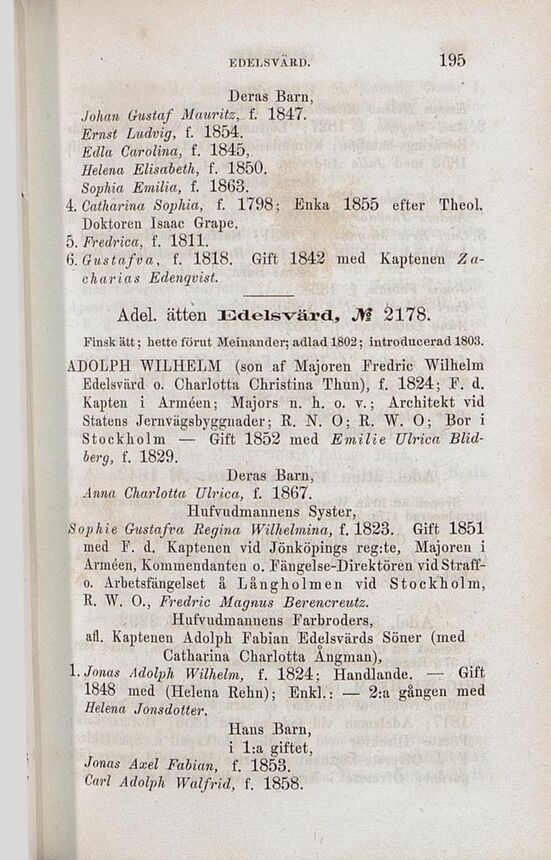 EDELSVÄRD. 195
Deras Barn,
Johan Gustaf Mauritz, f. 1847.
Ernst Ludvig, f. 1854.
Edla Carolina, f. 1845,
Helena Elisabeth, f. 1850.
Sophia Emilia, f. 1863.
4. Catharina Sophia, f. 1798; Enka 1855 efter Theol.
Doktoren Isaac Grape.
5. Fredrica, f. 1811.
6. Gustafva, f. 1818. Gift 1842 med Kaptenen Za-
charias Edenqvist.
Adel. ätten Edelsvärd, № 2178.
Finsk ätt; hette förut Meinander; adlad 1802; introducerad 1803.
ADOLPH WILHELM (son af Majoren Fredric Wilhelm
Edelsvärd o. Charlotta Christina Thun), f. 1824; F. d.
Kapten i Arméen; Majors n. h. o. v.; Architekt vid
Statens Jernvägsbyggnader; R. N. O; R. W. O; Bor i
Stockholm — Gift 1852 med Emilie Ulrica Blid-
berg, f. 1829.
Deras Barn,
Anna Charlotta Ulrica, f. 1867.
Hufvudmannens Syster,
Sophie Gustafva Regina Wilhelmina, f. 1823. Gift 1851
med F. d. Kaptenen vid Jönköpings reg:te, Majoren i
Arméen, Kommendanten o. Fängelse-Direktören vid Straff-
o. Arbetsfängelset å Långholmen vid Stockholm,
R. W. O., Fredric Magnus Berencreutz.
Hufvudmannens Farbroders,
afl. Kaptenen Adolph Fabian Edelsvärds Söner (med
Catharina Charlotta Ångman),
1. Jonas Adolph Wilhelm, f. 1824; Handlande. — Gift
1848 med (Helena Rehn); Enkl.: — 2:a gången med
Helena Jonsdotter.
Hans Barn,
i 1:a giftet,
Jonas Axel Fabian, f. 1853.
Carl Adolph Walfrid, f. 1858.